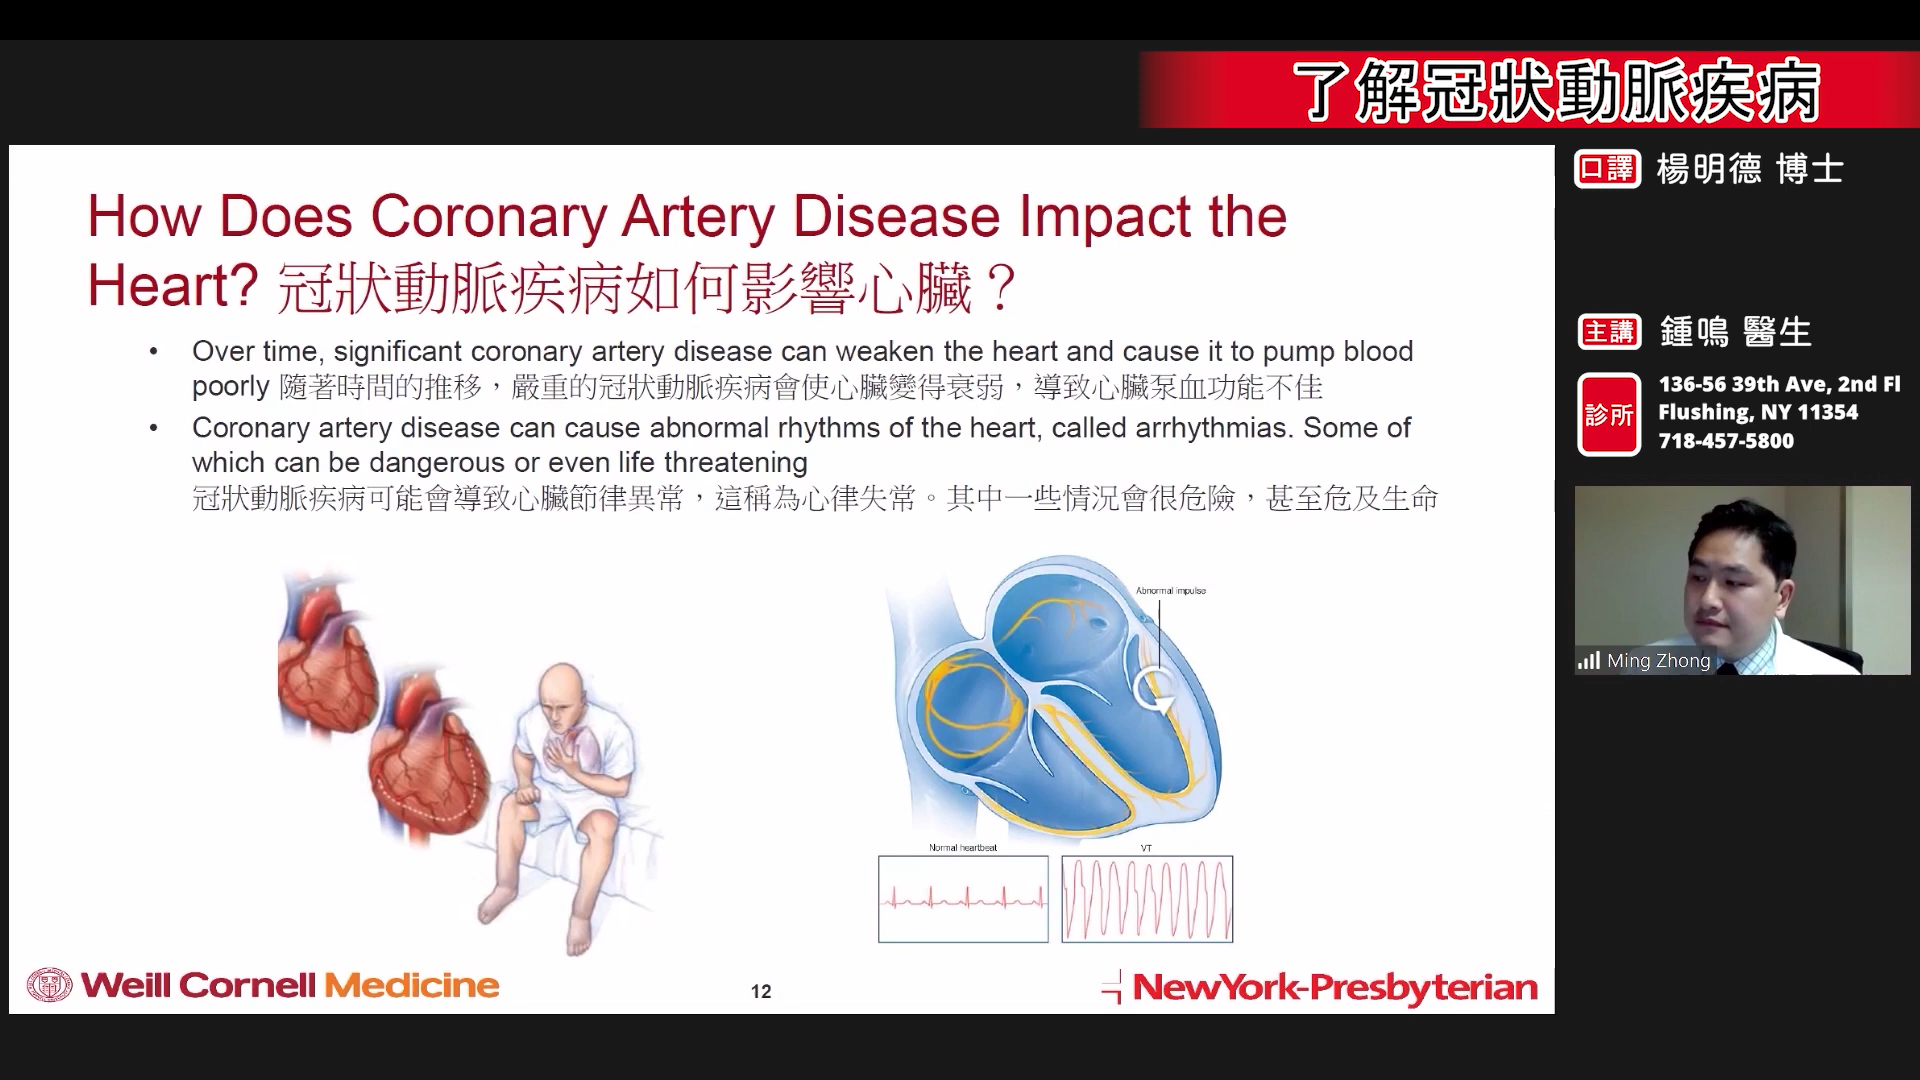 了解冠狀動脈疾病
口譯 楊明德 博士
主講 鍾鳴 醫生
診所
136-56 39th Ave, 2nd Fl
Flushing, NY 11354
718-457-5800
Ming Zhong
How Does Coronary Artery Disease Impact the
Heart? 冠狀動脈疾病如何影響心臟？
• Over time, significant coronary artery disease can weaken the heart and cause it to pump blood
poorly 隨著時間的推移，嚴重的冠狀動脈疾病會使心臟變得衰弱，導致心臟泵血功能不佳
• Coronary artery disease can cause abnormal rhythms of the heart, called arrhythmias. Some of
which can be dangerous or even life threatening
冠狀動脈疾病可能會導致心臟節律異常，這稱為心律失常。其中一些情況會很危險，甚至危及生命
Abnormal impulse
Normal heartbeat
VT
Weill Cornell Medicine
12
NewYork-Presbyterian